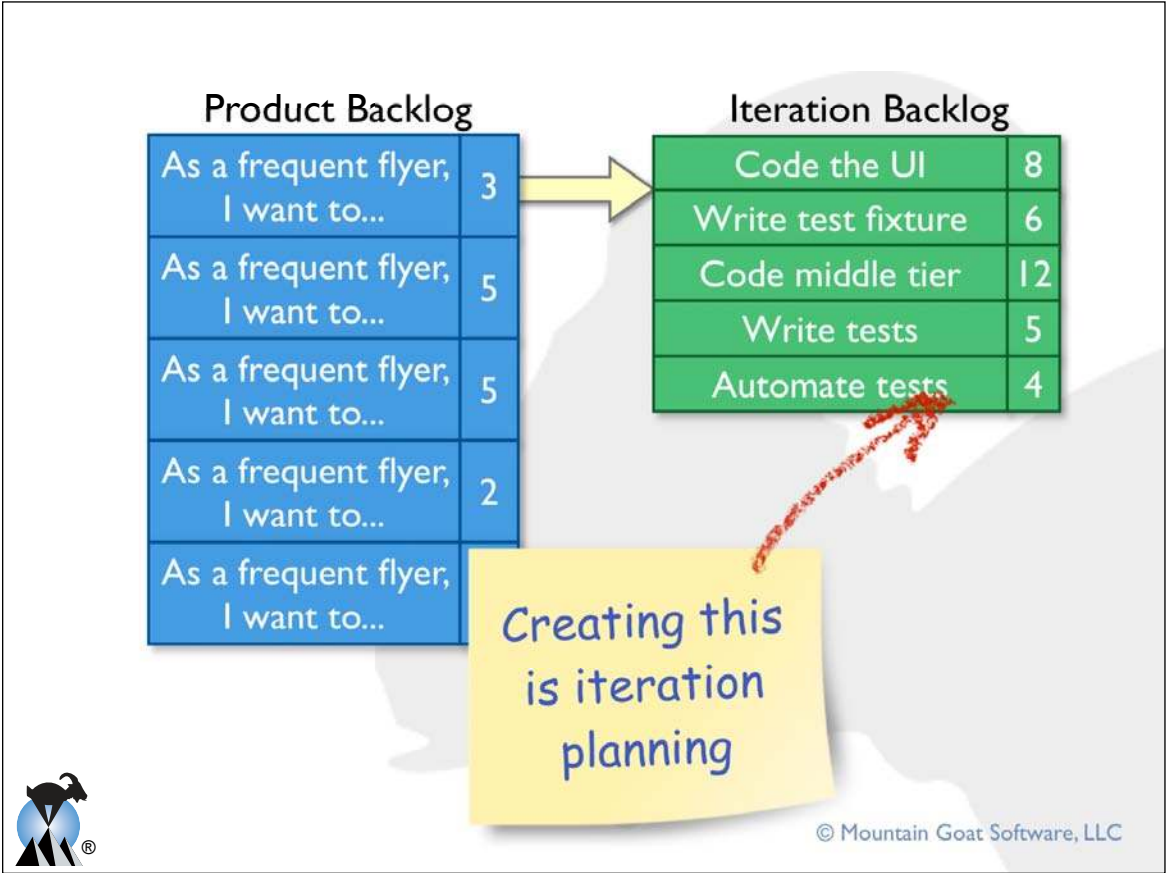 Product Backlog
As a frequent flyer,
I want to...
3
As a frequent flyer,
I want to...
5
As a frequent flyer,
I want to...
5
As a frequent flyer,
I want to...
2
As a frequent flyer,
I want to...
Iteration Backlog
Code the UI 8
Write test fixture 6
Code middle tier 12
Write tests 5
Automate tests 4
Creating this
is iteration
planning
®
© Mountain Goat Software, LLC